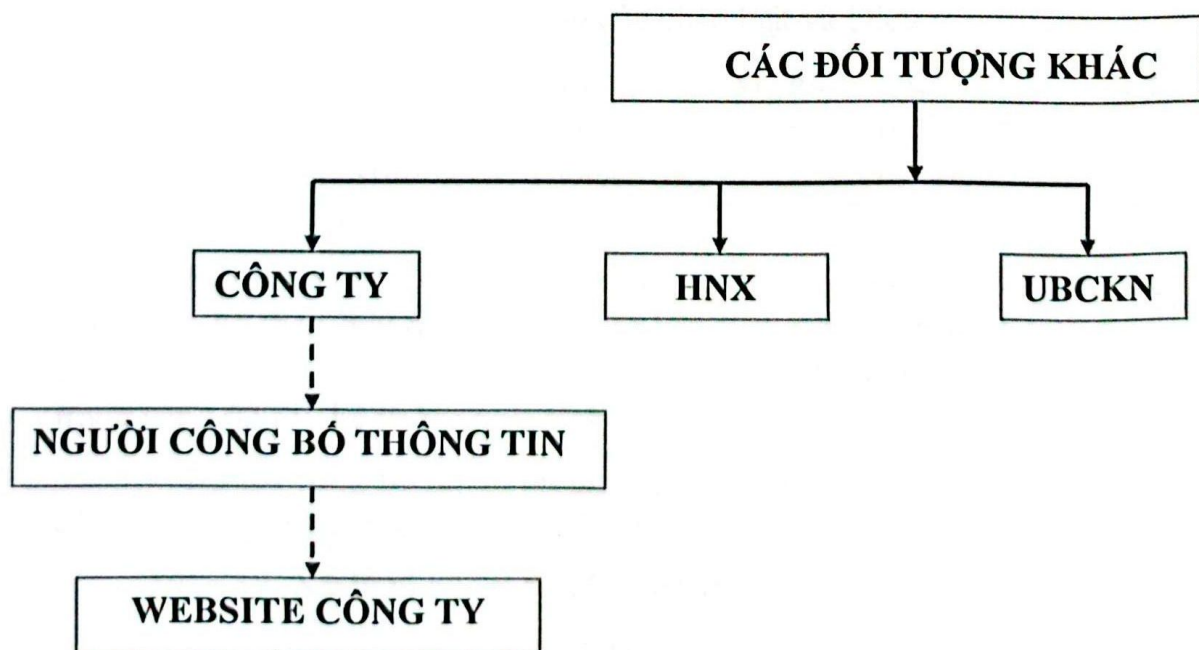 CÁC ĐỐI TƯỢNG KHÁC
CÔNG TY
HNX
UBCKN
NGƯỜI CÔNG BỐ THÔNG TIN
WEBSITE CÔNG TY